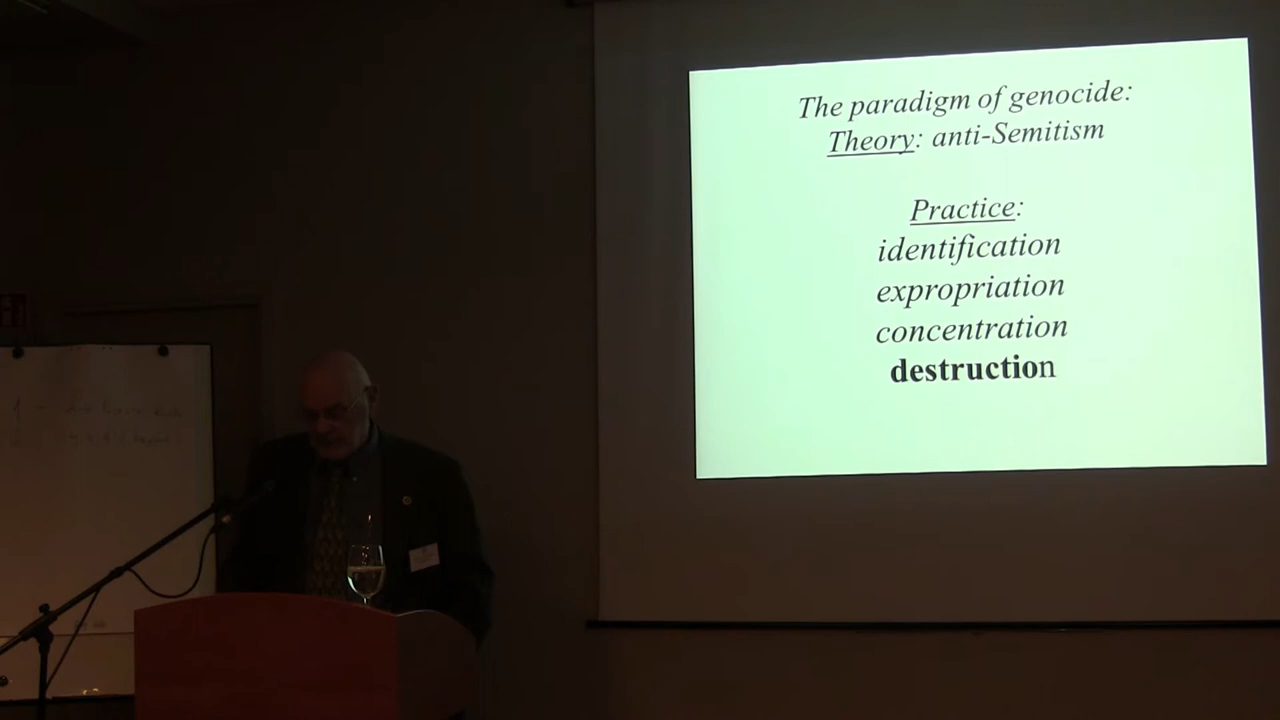 The paradigm of genocide:
Theory: anti-Semitism
Practice:
identification
expropriation
concentration
destruction